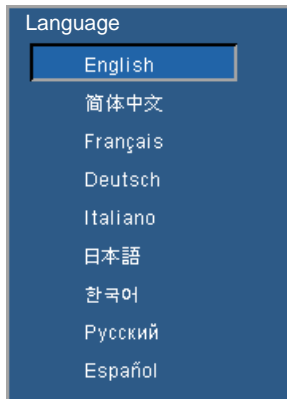 Language
English
简体中文
Français
Deutsch
Italiano
日本語
한국어
Русский
Español